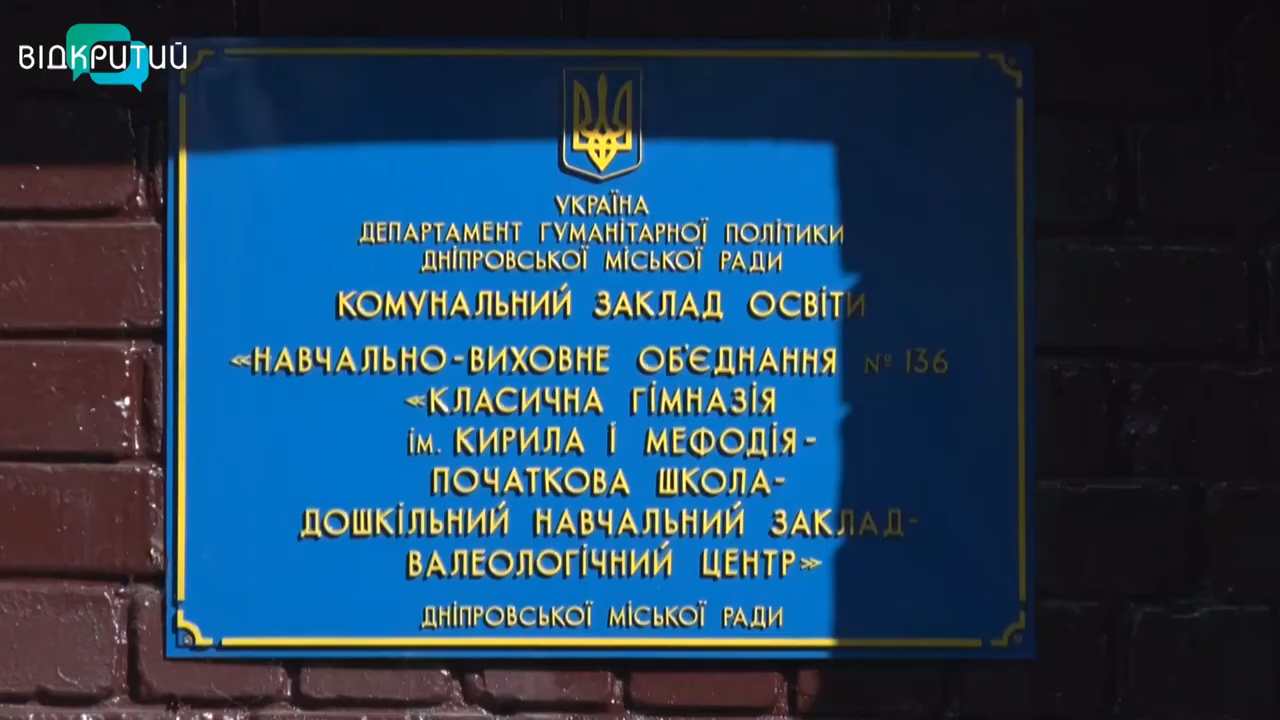 ВІДКРИТИЙ
УКРАЇНА
ДЕПАРТАМЕНТ ГУМАНІТАРНОЇ ПОЛІТИКИ
ДНІПРОВСЬКОЇ МІСЬКОЇ РАДИ
КОМУНАЛЬНИЙ ЗАКЛАД ОСВІТИ
«НАВЧАЛЬНО-ВИХОВНЕ ОБ'ЄДНАННЯ № 136
«КЛАСИЧНА ГІМНАЗІЯ
ім. КИРИЛА І МЕФОДІЯ-
ПОЧАТКОВА ШКОЛА-
ДОШКІЛЬНИЙ НАВЧАЛЬНИЙ ЗАКЛАД-
ВАЛЕОЛОГІЧНИЙ ЦЕНТР»
ДНІПРОВСЬКОЇ МІСЬКОЇ РАДИ